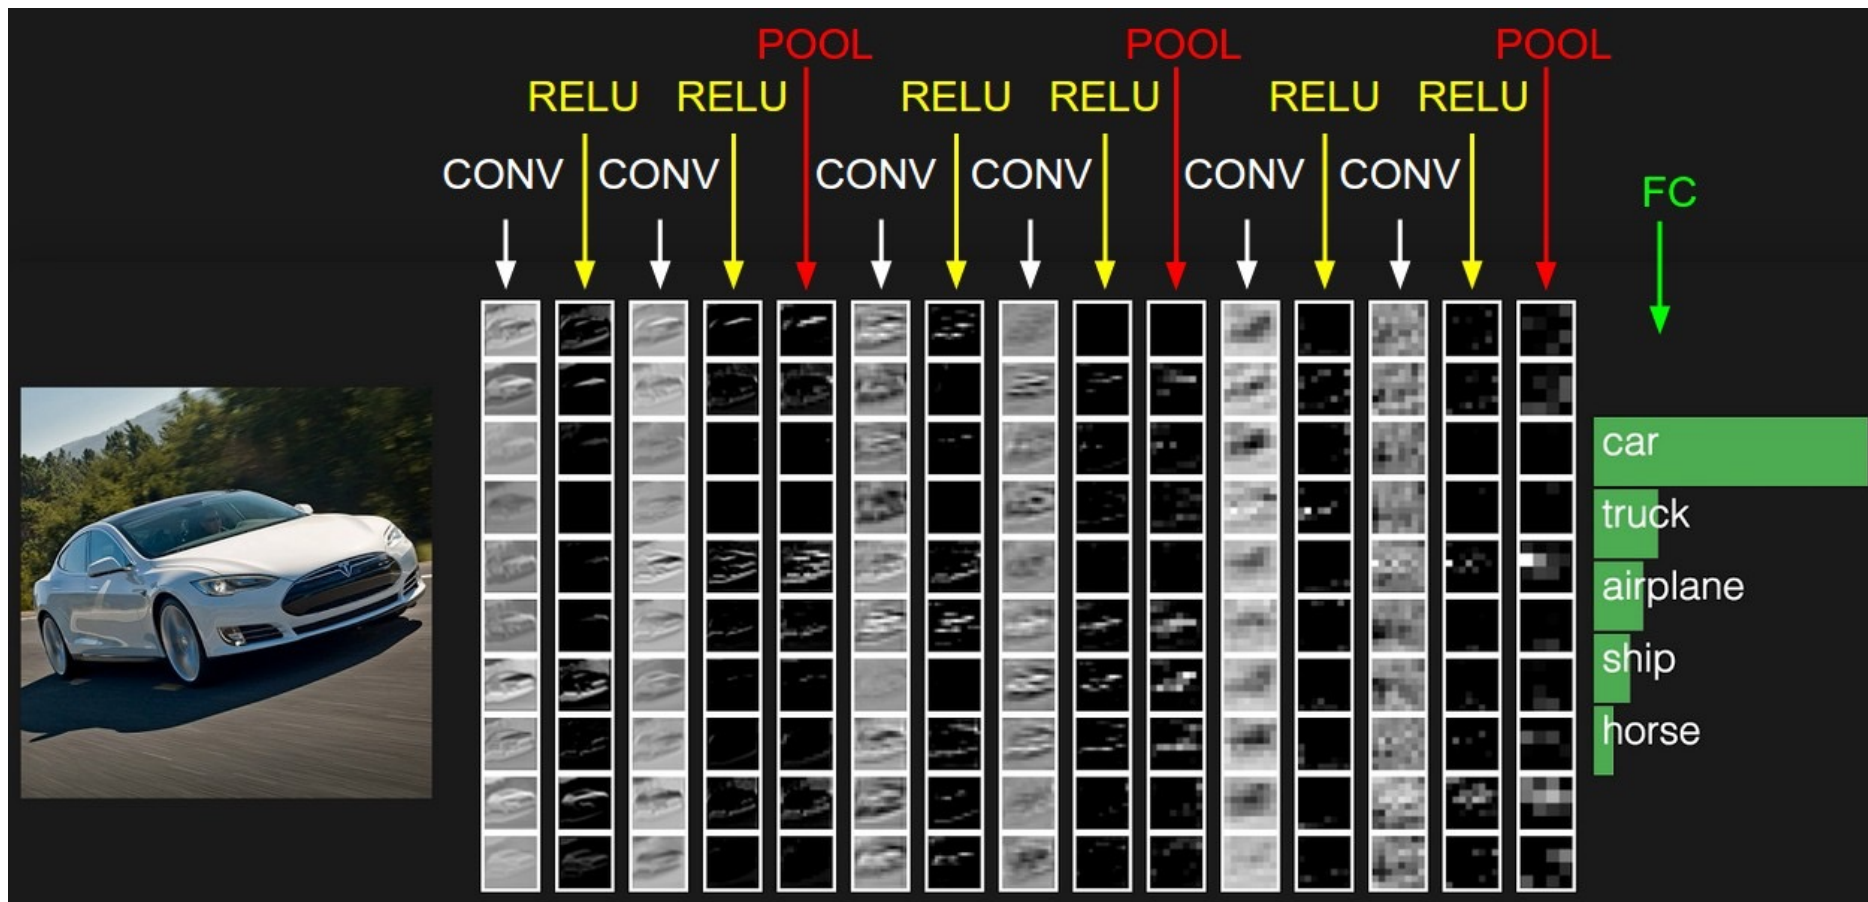 POOL POOL POOL
RELU RELU RELU RELU RELU RELU
CONV CONV CONV CONV CONV CONV
FC
car
truck
airplane
ship
horse